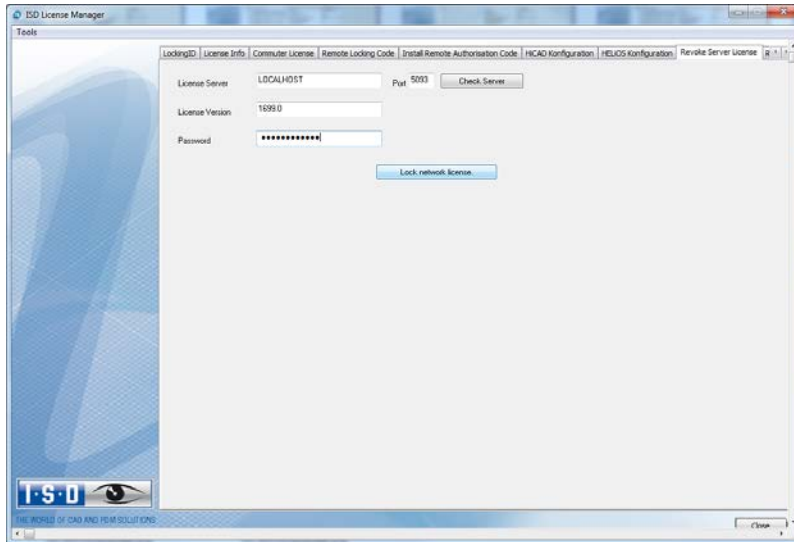 ISD License Manager
Tools
LockingID License Info Commuter License Remote Locking Code Install Remote Authorisation Code HiCAD Konfiguration HELiOS Konfiguration Revoke Server License R
License Server LOCALHOST Port 5093 Check Server
License Version 1699.0
Password ••••••••••••
Lock network license.
I·S·D
THE WORLD OF CAD AND PDM SOLUTIONS
Close